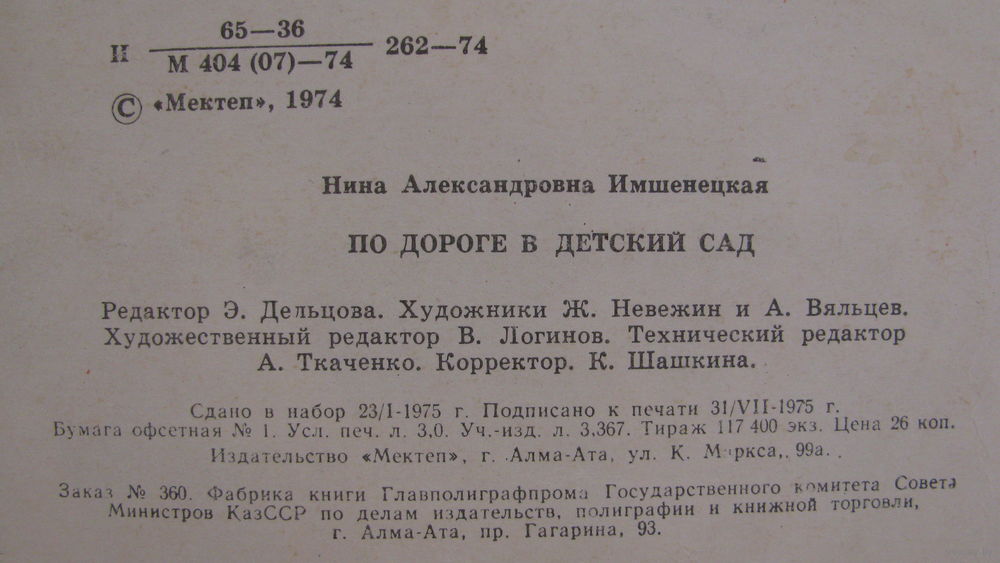 65—36
И ――― 262—74
М 404 (07)—74
© «Мектеп», 1974
Нина Александровна Имшенецкая
ПО ДОРОГЕ В ДЕТСКИЙ САД
Редактор Э. Дельцова. Художники Ж. Невежин и А. Вяльцев.
Художественный редактор В. Логинов. Технический редактор
А. Ткаченко. Корректор. К. Шашкина.
Сдано в набор 23/I-1975 г. Подписано к печати 31/VII-1975 г.
Бумага офсетная № 1. Усл. печ. л. 3,0. Уч.-изд. л. 3,367. Тираж 117 400 экз. Цена 26 коп.
Издательство «Мектеп», г. Алма-Ата, ул. К. Маркса, 99а.
Заказ № 360. Фабрика книги Главполиграфпрома Государственного комитета Совета
Министров КазССР по делам издательств, полиграфии и книжной торговли,
г. Алма-Ата, пр. Гагарина, 93.